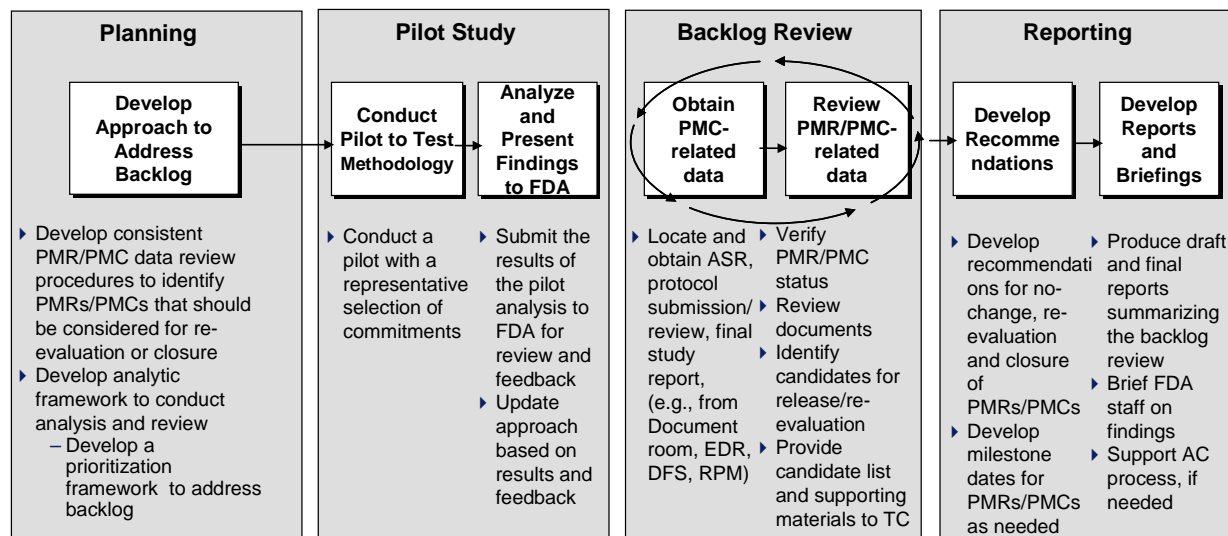 Planning
Develop
Approach to
Address
Backlog
Develop consistent
PMR/PMC data review
procedures to identify
PMRs/PMCs that should
be considered for re-
evaluation or closure
Develop analytic
framework to conduct
analysis and review
– Develop a
prioritization
framework to address
backlog
Pilot Study
Conduct
Pilot to Test
Methodology
Analyze
and
Present
Findings
to FDA
Conduct a
pilot with a
representative
selection of
commitments
Submit the
results of
the pilot
analysis to
FDA for
review and
feedback
Update
approach
based on
results and
feedback
Backlog Review
Obtain
PMC-
related
data
Review
PMR/PMC-
related
data
Locate and
obtain ASR,
protocol
submission/
review, final
study
report,
(e.g., from
Document
room, EDR,
DFS, RPM)
Verify
PMR/PMC
status
Review
documents
Identify
candidates for
release/re-
evaluation
Provide
candidate list
and supporting
materials to TC
Reporting
Develop
Recomme
ndations
Develop
Reports
and
Briefings
Develop
recommendati
ons for no-
change, re-
evaluation
and closure
of
PMRs/PMCs
Develop
milestone
dates for
PMRs/PMCs
as needed
Produce draft
and final
reports
summarizing
the backlog
review
Brief FDA
staff on
findings
Support AC
process, if
needed